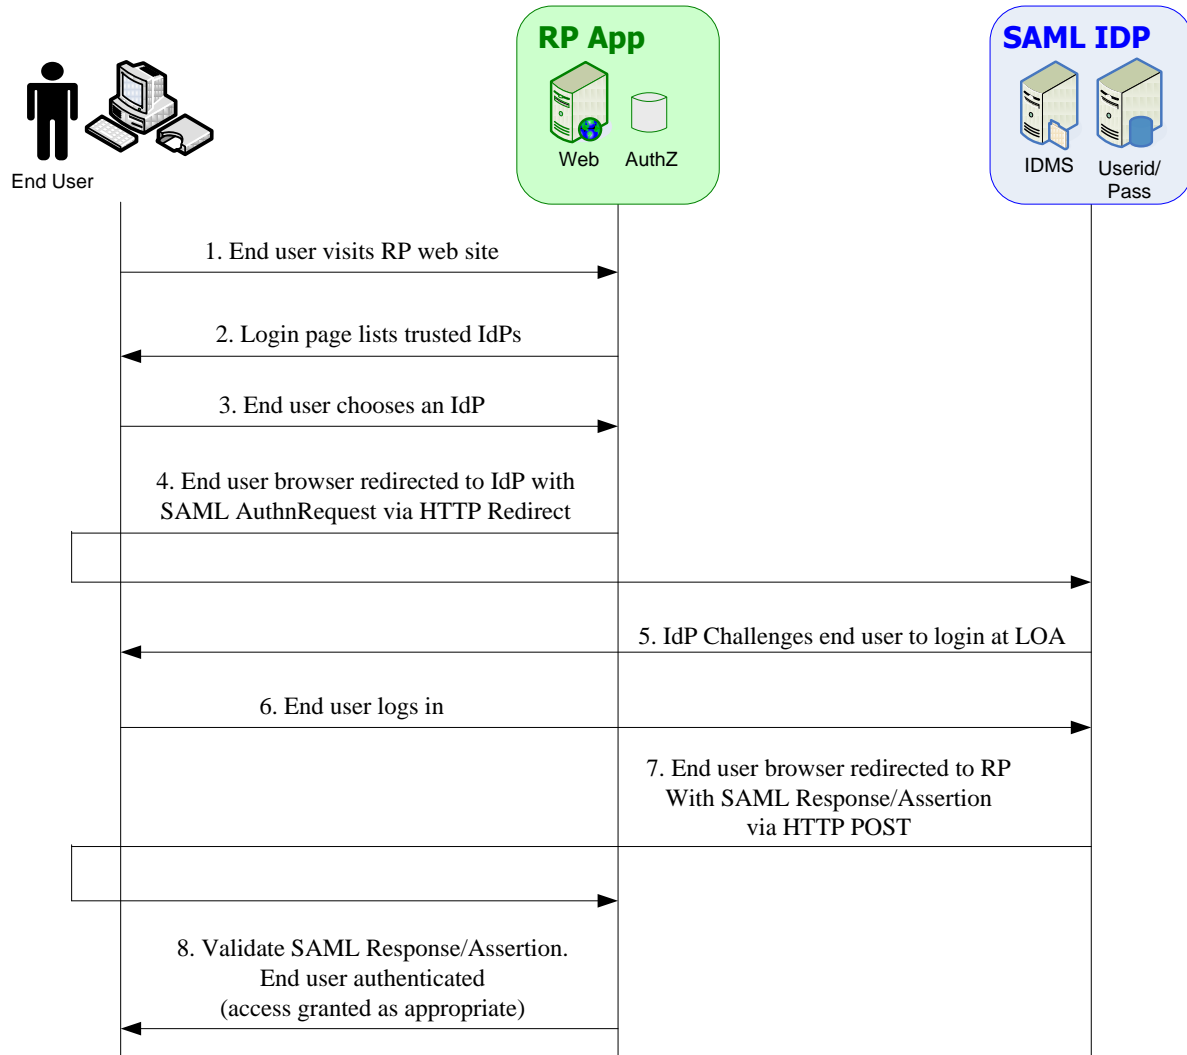 RP App
SAML IDP
Web
AuthZ
IDMS
Userid/
Pass
End User
1. End user visits RP web site
2. Login page lists trusted IdPs
3. End user chooses an IdP
4. End user browser redirected to IdP with
SAML AuthnRequest via HTTP Redirect
5. IdP Challenges end user to login at LOA
6. End user logs in
7. End user browser redirected to RP
With SAML Response/Assertion
via HTTP POST
8. Validate SAML Response/Assertion.
End user authenticated
(access granted as appropriate)